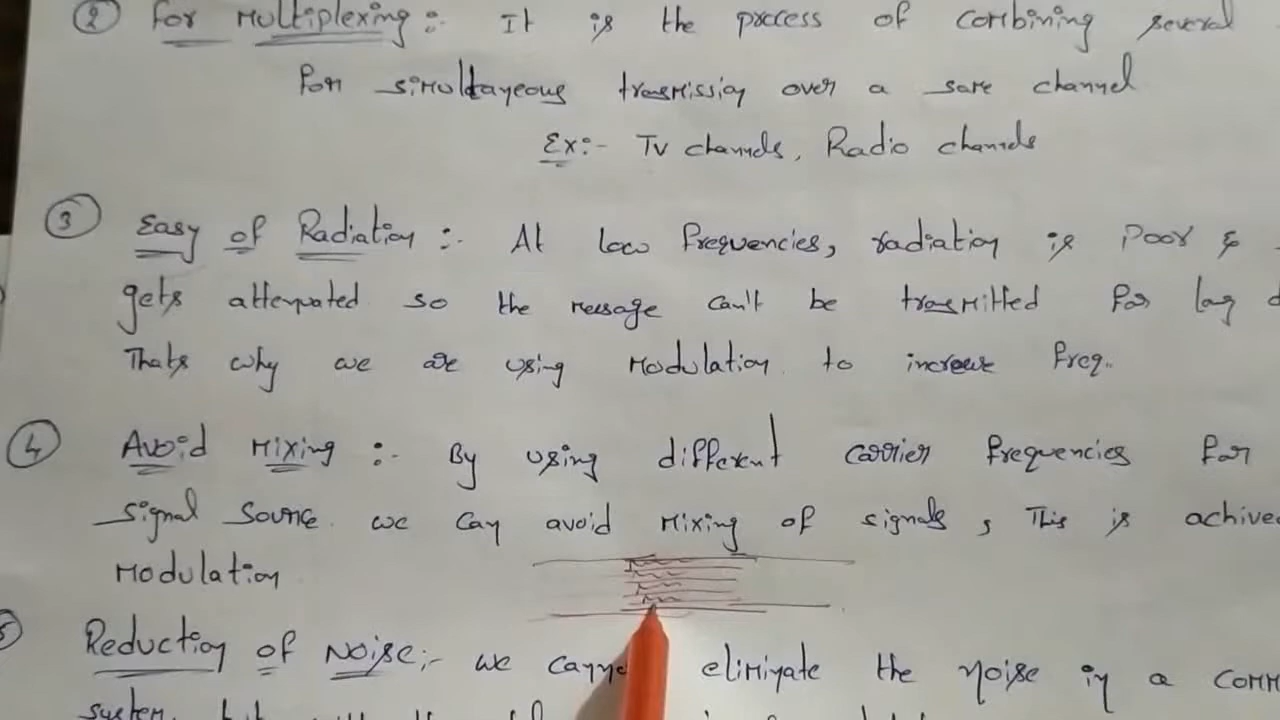 ② For Multiplexing :- It is the process of combining several
For simultaneous transmission over a same channel
Ex:- Tv channels, Radio channels
③ Easy of Radiation :- At low frequencies, radiation is Poor &
gets attenuated so the message can't be transmitted for long d
Thats why we are using Modulation to increase freq.
④ Avoid Mixing :- By using different carrier frequencies for
signal source we can avoid mixing of signals, This is achive
Modulation
Reduction of Noise:- we cannot eliminate the noise in a comm
system